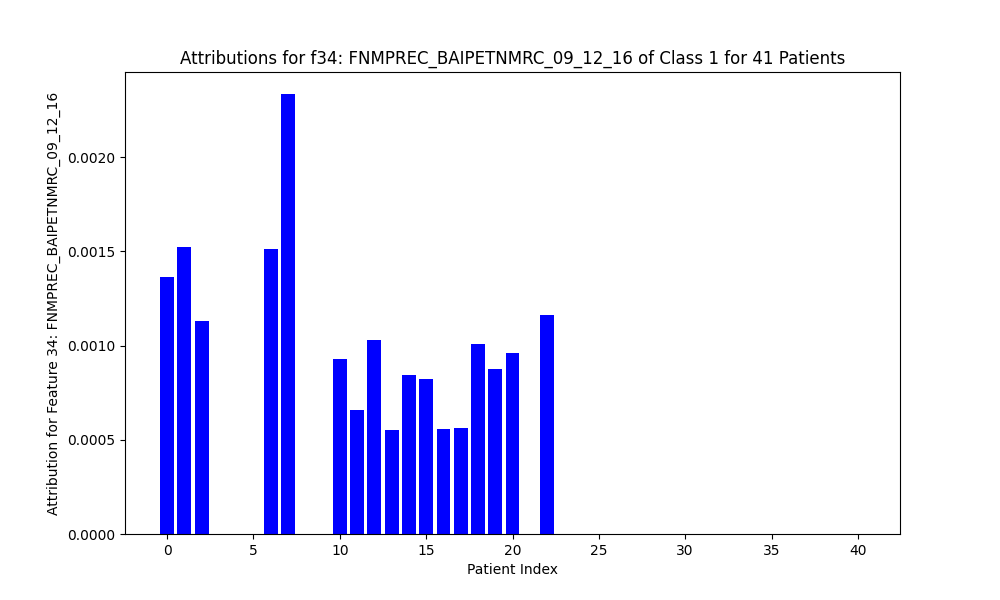 Attributions for f34: FNMPREC_BAIPETNMRC_09_12_16 of Class 1 for 41 Patients
Attribution for Feature 34: FNMPREC_BAIPETNMRC_09_12_16
0.0020
0.0015
0.0010
0.0005
0.0000
0 5 10 15 20 25 30 35 40
Patient Index